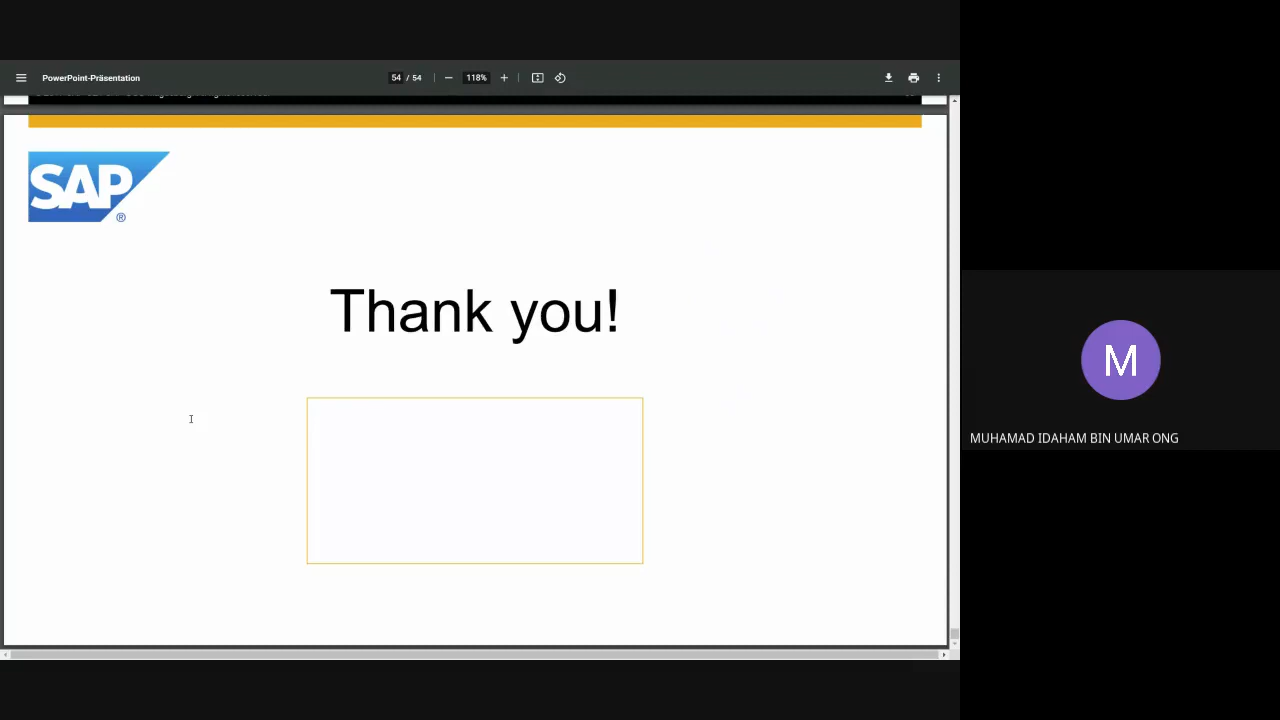 PowerPoint-Präsentation
54 / 54
118%
SAP
®
Thank you!
M
MUHAMAD IDAHAM BIN UMAR ONG